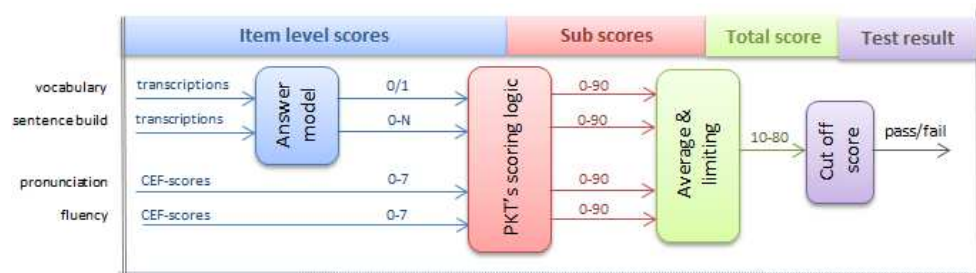 Item level scores
Sub scores
Total score
Test result
vocabulary
transcriptions
0/1
0-90
sentence build
transcriptions
0-N
0-90
Answer
model
pronunciation
CEF-scores
0-7
0-90
fluency
CEF-scores
0-7
0-90
PKT's scoring logic
Average &
limiting
10-80
Cut off
score
pass/fail